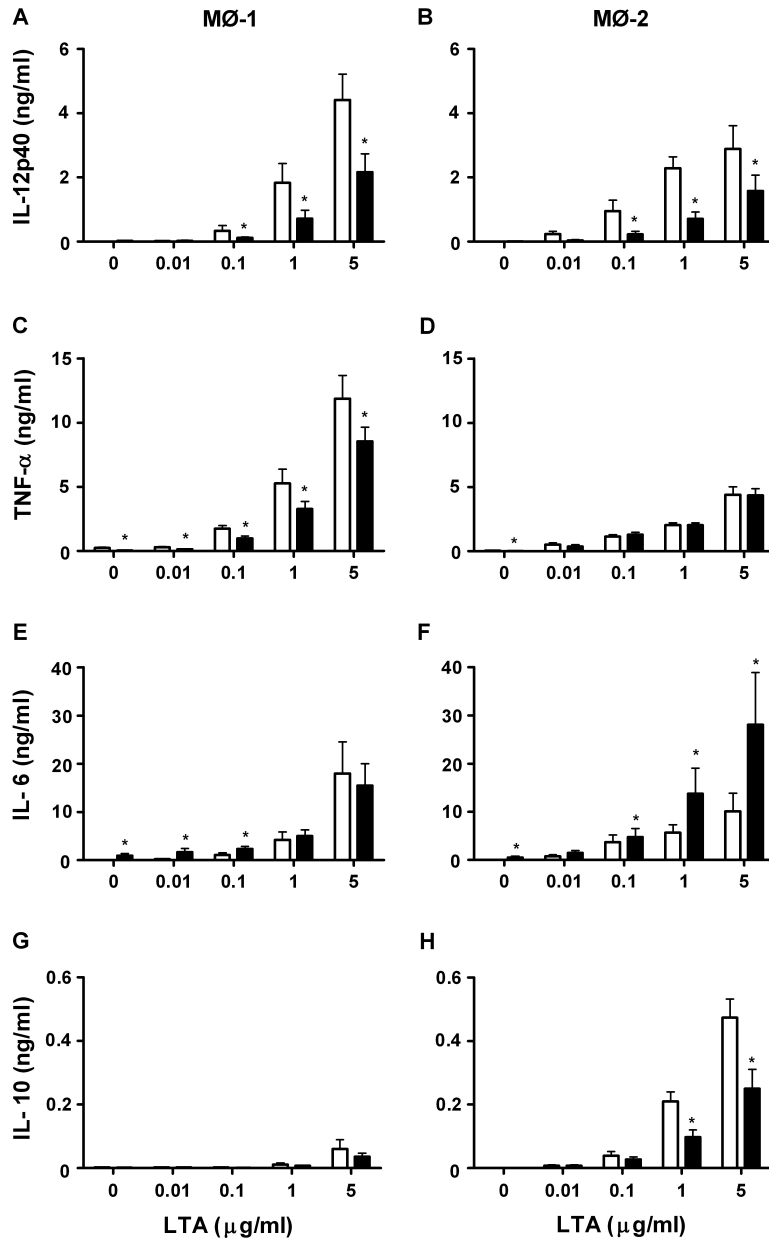 A MØ-1
B MØ-2
IL-12p40 (ng/ml)
6
4
2
0
* * *
0 0.01 0.1 1 5
6
4
2
0
* * * 
0 0.01 0.1 1 5
C
D
TNF-α (ng/ml)
15
10
5
0
* * * * *
0 0.01 0.1 1 5
15
10
5
0
*
0 0.01 0.1 1 5
E
F
IL- 6 (ng/ml)
40
30
20
10
0
* * *
0 0.01 0.1 1 5
40
30
20
10
0
* * * *
0 0.01 0.1 1 5
G
H
IL- 10 (ng/ml)
0.6
0.4
0.2
0
0 0.01 0.1 1 5
LTA (μg/ml)
0.6
0.4
0.2
0
* *
0 0.01 0.1 1 5
LTA (μg/ml)